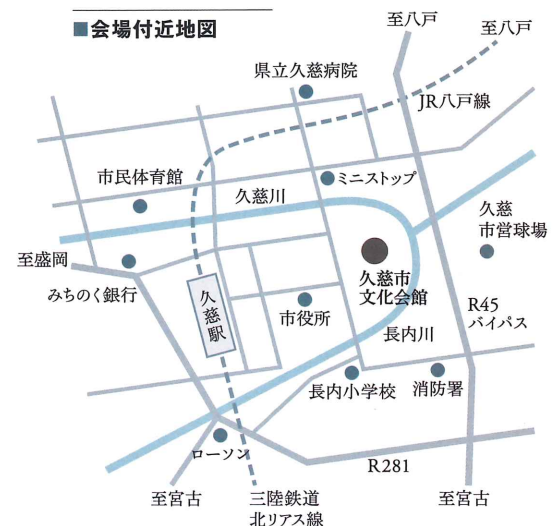 ■会場付近地図
至八戸
至八戸
県立久慈病院
JR八戸線
市民体育館
ミニストップ
久慈川
久慈
市営球場
至盛岡
みちのく銀行
久慈駅
久慈市
文化会館
市役所
R45
バイパス
長内川
長内小学校
消防署
ローソン
R281
至宮古
三陸鉄道
北リアス線
至宮古